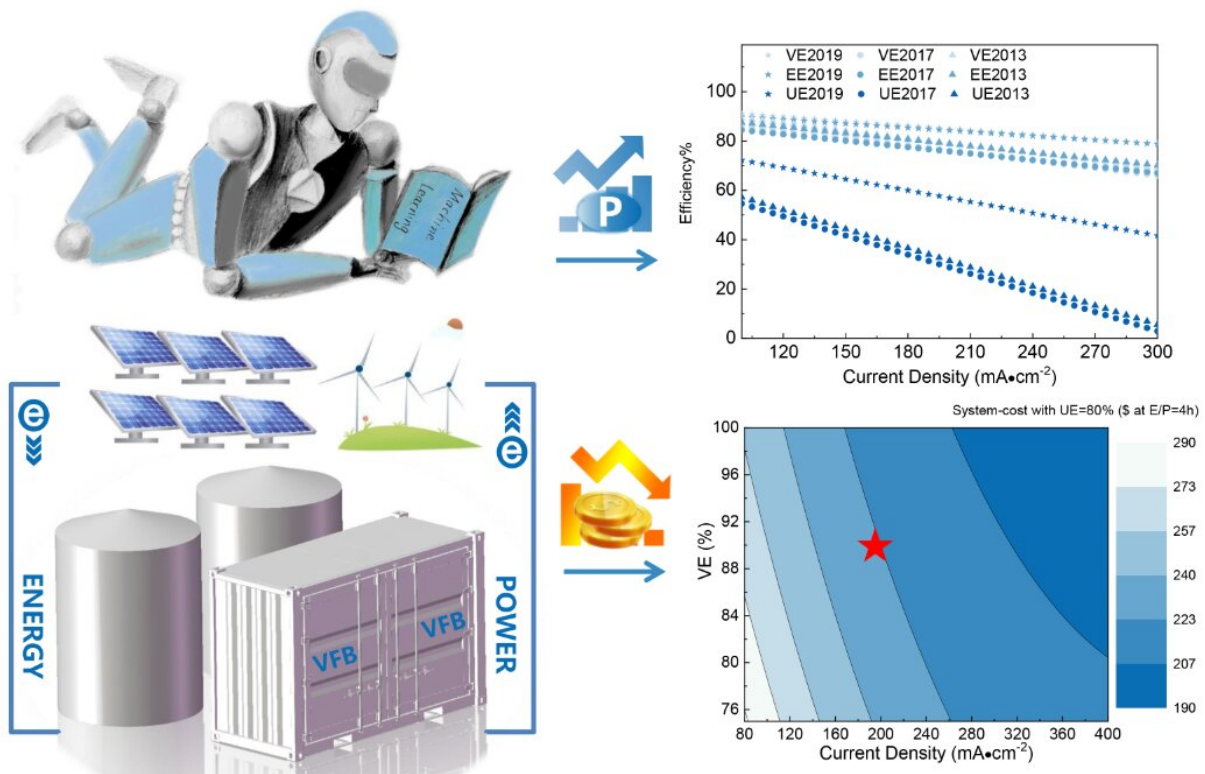 Machine
Learning
P
VE2019 VE2017 VE2013
EE2019 EE2017 EE2013
UE2019 UE2017 UE2013
Efficiency%
100
80
60
40
20
0
120 150 180 210 240 270 300
Current Density (mA•cm-2)
e
e
ENERGY
POWER
VFB
VFB
System-cost with UE=80% ($ at E/P=4h)
VE (%)
100
96
92
88
84
80
76
80 120 160 200 240 280 320 360 400
Current Density (mA•cm-2)
290
273
257
240
223
207
190